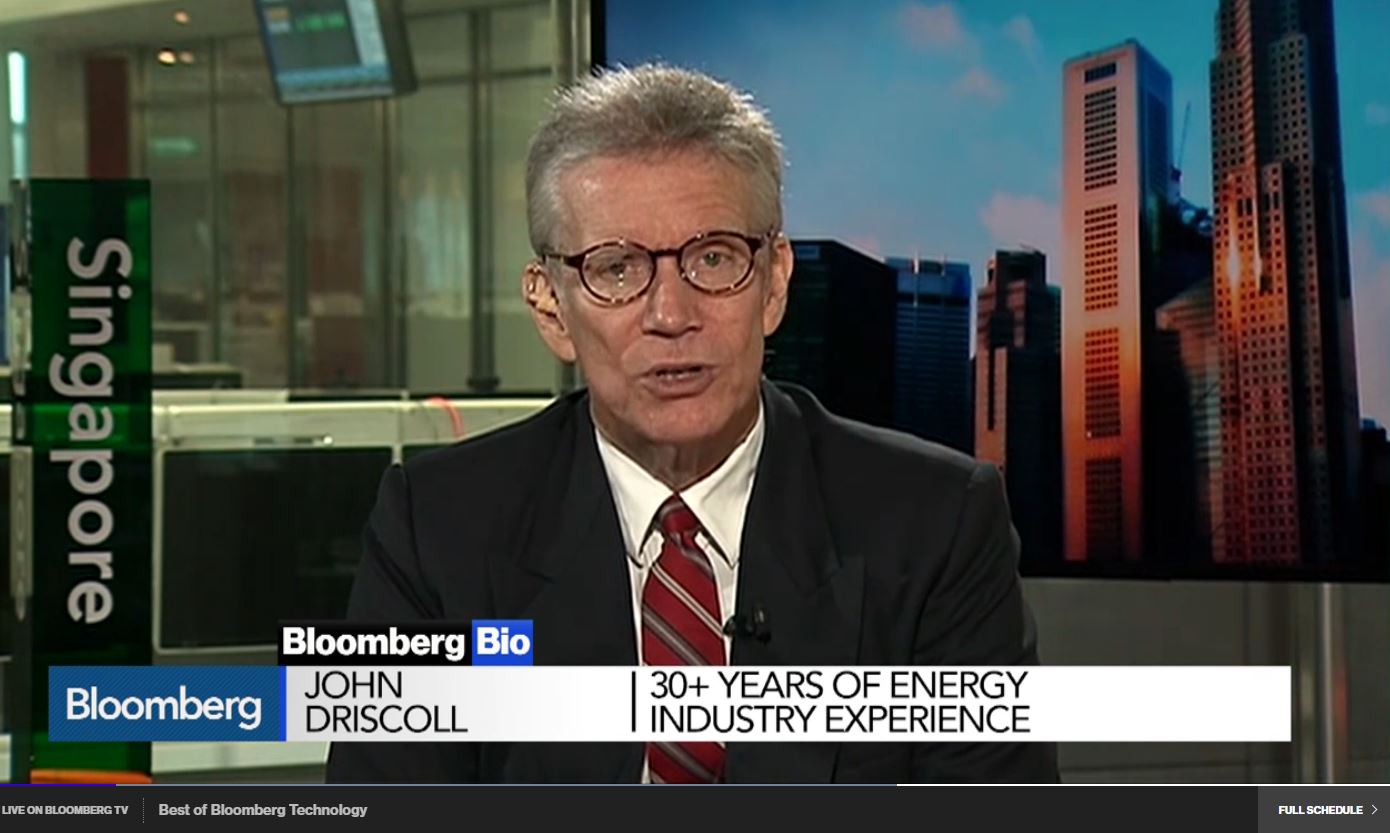 Singapore
Bloomberg Bio
Bloomberg
JOHN
DRISCOLL
30+ YEARS OF ENERGY
INDUSTRY EXPERIENCE
LIVE ON BLOOMBERG TV
Best of Bloomberg Technology
FULL SCHEDULE